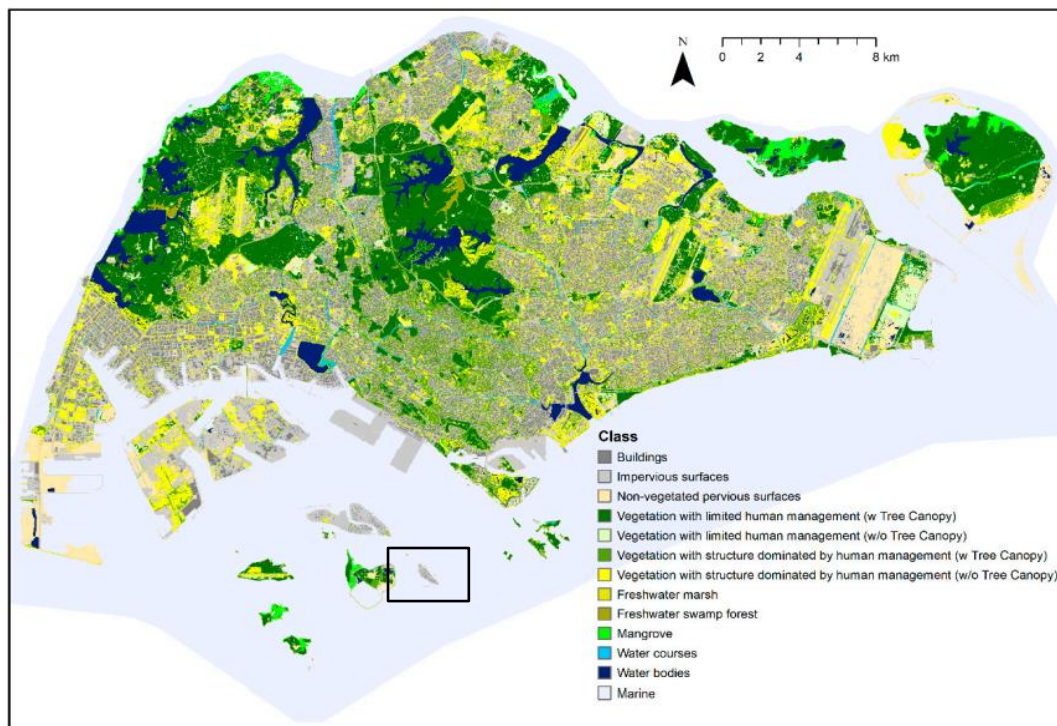 N
0 2 4 8 km
Class
Buildings
Impervious surfaces
Non-vegetated pervious surfaces
Vegetation with limited human management (w Tree Canopy)
Vegetation with limited human management (w/o Tree Canopy)
Vegetation with structure dominated by human management (w Tree Canopy)
Vegetation with structure dominated by human management (w/o Tree Canopy)
Freshwater marsh
Freshwater swamp forest
Mangrove
Water courses
Water bodies
Marine